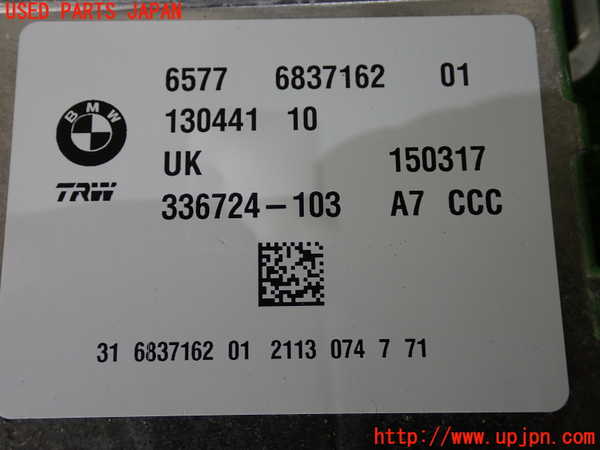 USED PARTS JAPAN
6577 6837162 01
BMW
130441 10
UK 150317
TRW
336724-103 A7 CCC
31 6837162 01 2113 074 7 71
http://www.upjpn.com